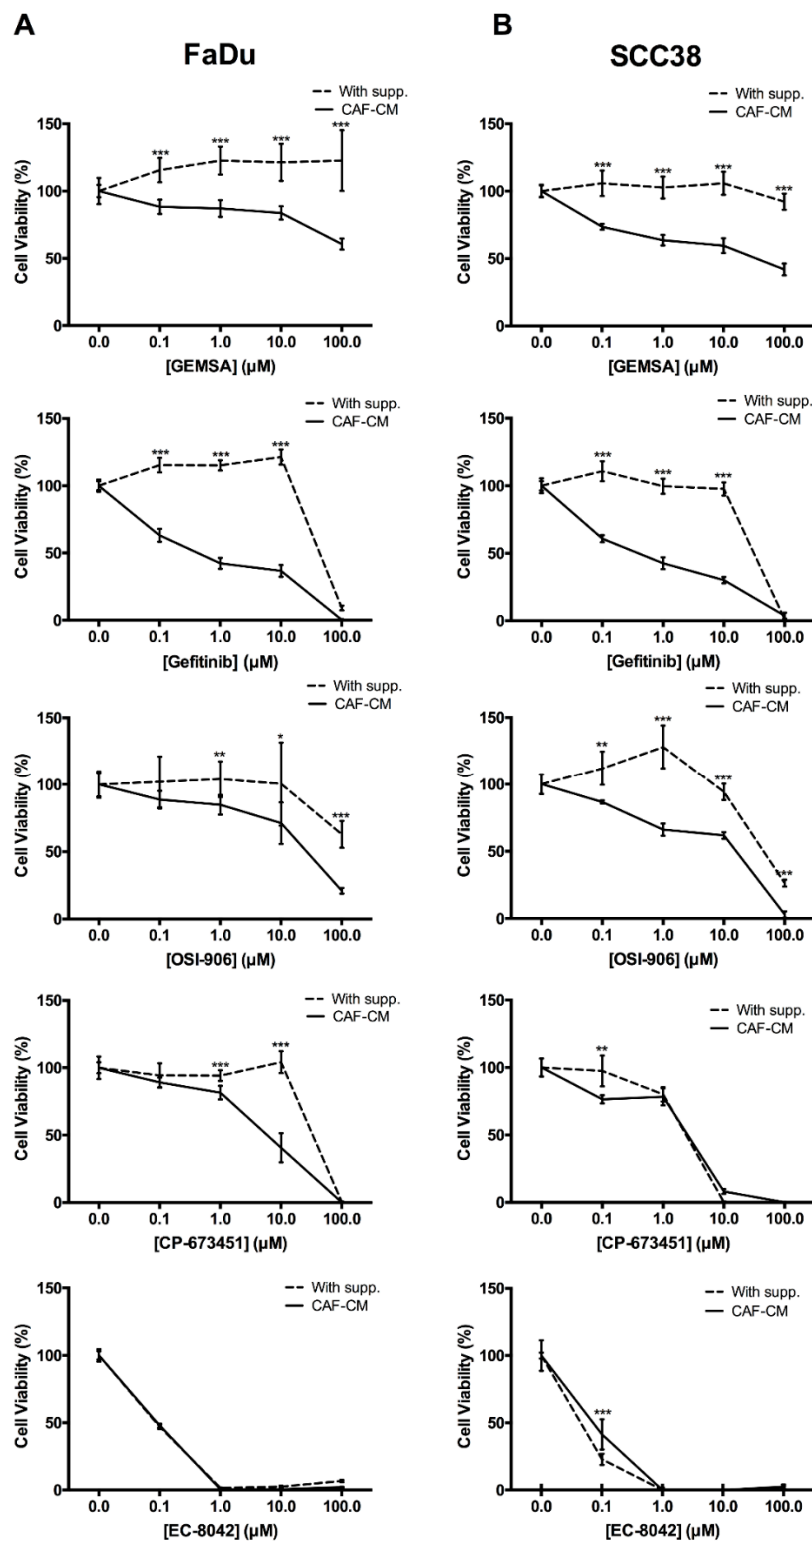 A
B
FaDu
SCC38
With supp.
CAF-CM
***
***
***
***
150
100
50
0
Cell Viability (%)
0.0 0.1 1.0 10.0 100.0
[GEMSA] (µM)
With supp.
CAF-CM
***
***
***
***
150
100
50
0
Cell Viability (%)
0.0 0.1 1.0 10.0 100.0
[GEMSA] (µM)
With supp.
CAF-CM
***
***
***
150
100
50
0
Cell Viability (%)
0.0 0.1 1.0 10.0 100.0
[Gefitinib] (µM)
With supp.
CAF-CM
***
***
***
150
100
50
0
Cell Viability (%)
0.0 0.1 1.0 10.0 100.0
[Gefitinib] (µM)
With supp.
CAF-CM
**
*
***
150
100
50
0
Cell Viability (%)
0.0 0.1 1.0 10.0 100.0
[OSI-906] (µM)
With supp.
CAF-CM
**
***
***
***
150
100
50
0
Cell Viability (%)
0.0 0.1 1.0 10.0 100.0
[OSI-906] (µM)
With supp.
CAF-CM
***
***
150
100
50
0
Cell Viability (%)
0.0 0.1 1.0 10.0 100.0
[CP-673451] (µM)
With supp.
CAF-CM
**
150
100
50
0
Cell Viability (%)
0.0 0.1 1.0 10.0 100.0
[CP-673451] (µM)
With supp.
CAF-CM
150
100
50
0
Cell Viability (%)
0.0 0.1 1.0 10.0 100.0
[EC-8042] (µM)
With supp.
CAF-CM
***
150
100
50
0
Cell Viability (%)
0.0 0.1 1.0 10.0 100.0
[EC-8042] (µM)